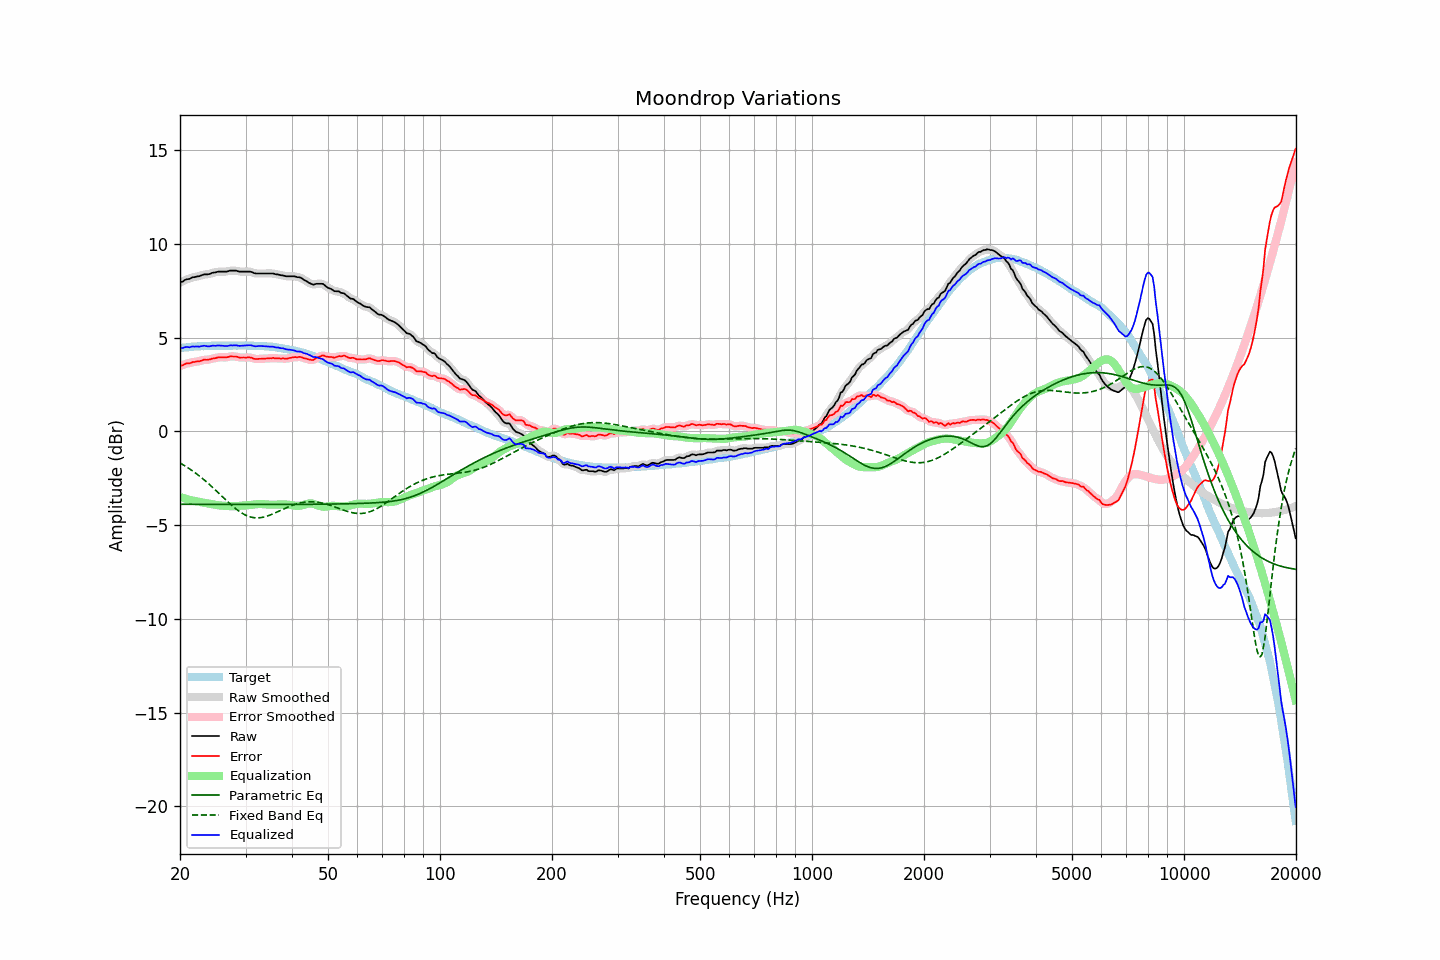 Moondrop Variations
Amplitude (dBr)
15
10
5
0
−5
−10
−15
−20
Target
Raw Smoothed
Error Smoothed
Raw
Error
Equalization
Parametric Eq
Fixed Band Eq
Equalized
20 50 100 200 500 1000 2000 5000 10000 20000
Frequency (Hz)